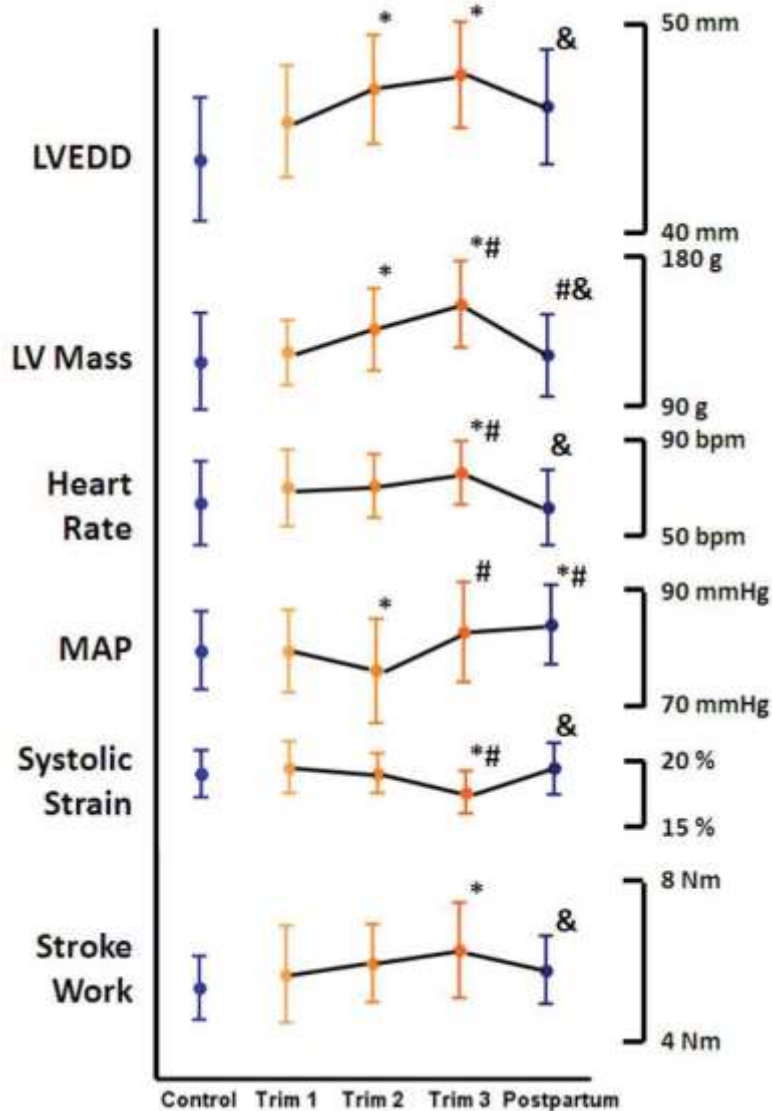 50 mm
* *
&
LVEDD
40 mm
180 g
*#
*
#&
LV Mass
90 g
90 bpm
*#
&
Heart
Rate
50 bpm
90 mmHg
#
*#
*
MAP
70 mmHg
&
Systolic
Strain
*#
20 %
15 %
8 Nm
*
&
Stroke
Work
4 Nm
Control Trim 1 Trim 2 Trim 3 Postpartum